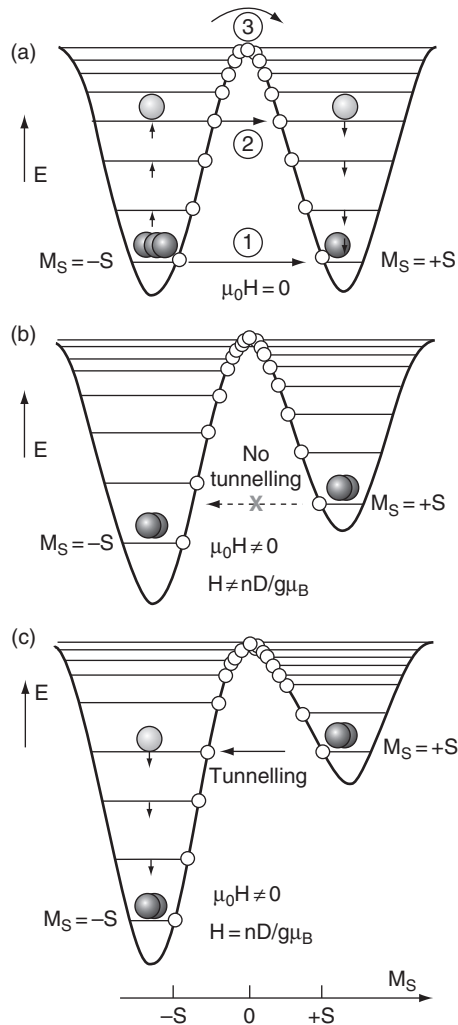 (a)
3
2
E
1
M_S = –S
M_S = +S
μ₀H = 0
(b)
E
No
tunnelling
X
M_S = +S
M_S = –S
μ₀H ≠ 0
H ≠ nD/gμ_B
(c)
E
M_S = +S
Tunnelling
μ₀H ≠ 0
M_S = –S
H = nD/gμ_B
M_S
–S 0 +S